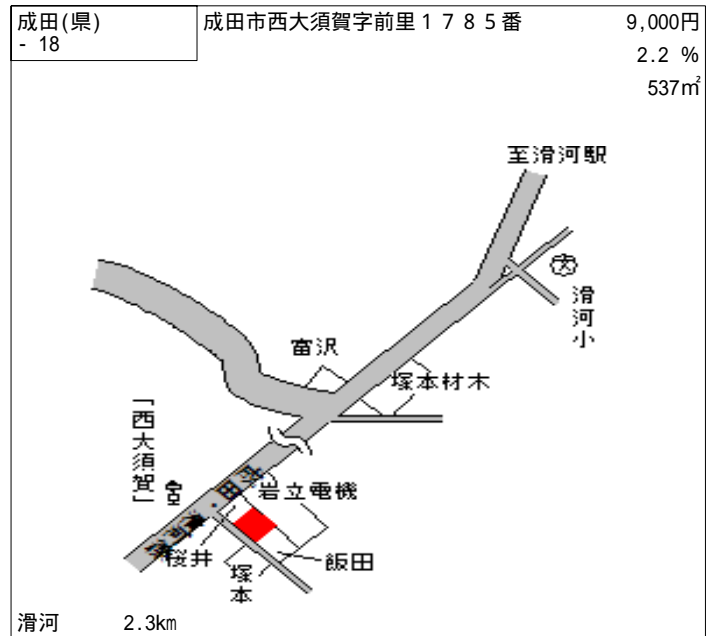 成田(県)
- 18
成田市西大須賀字前里１７８５番
9,000円
2.2 %
537㎡
至滑河駅
滑河小
富沢
塚本材木
「西大須賀」
岩立電機
桜井
塚本
飯田
滑河 2.3km